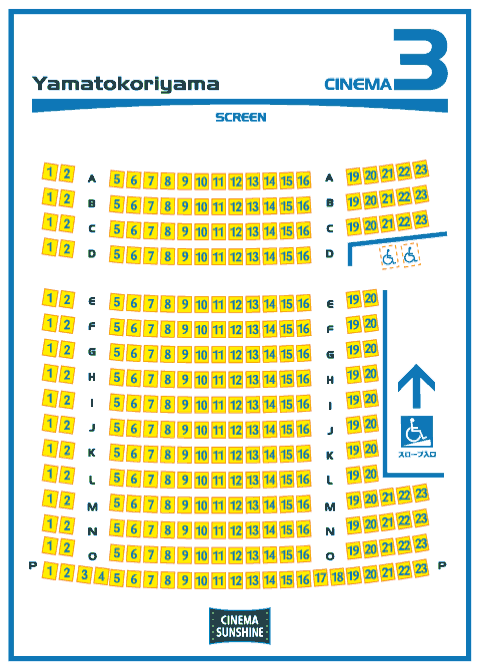 3
Yamatokoriyama CINEMA
SCREEN
1 2 A 5 6 7 8 9 10 11 12 13 14 15 16 A 19 20 21 22 23
1 2 B 5 6 7 8 9 10 11 12 13 14 15 16 B 19 20 21 22 23
1 2 C 5 6 7 8 9 10 11 12 13 14 15 16 C 19 20 21 22 23
1 2 D 5 6 7 8 9 10 11 12 13 14 15 16 D
1 2 E 5 6 7 8 9 10 11 12 13 14 15 16 E 19 20
1 2 F 5 6 7 8 9 10 11 12 13 14 15 16 F 19 20
1 2 G 5 6 7 8 9 10 11 12 13 14 15 16 G 19 20
1 2 H 5 6 7 8 9 10 11 12 13 14 15 16 H 19 20
1 2 I 5 6 7 8 9 10 11 12 13 14 15 16 I 19 20
1 2 J 5 6 7 8 9 10 11 12 13 14 15 16 J 19 20
1 2 K 5 6 7 8 9 10 11 12 13 14 15 16 K 19 20
スロープ入口
1 2 L 5 6 7 8 9 10 11 12 13 14 15 16 L 19 20
1 2 M 5 6 7 8 9 10 11 12 13 14 15 16 M 19 20 21 22 23
1 2 N 5 6 7 8 9 10 11 12 13 14 15 16 N 19 20 21 22 23
1 2 O 5 6 7 8 9 10 11 12 13 14 15 16 O 19 20 21 22 23
P 1 2 3 4 5 6 7 8 9 10 11 12 13 14 15 16 17 18 19 20 21 22 23 P
CINEMA
SUNSHINE